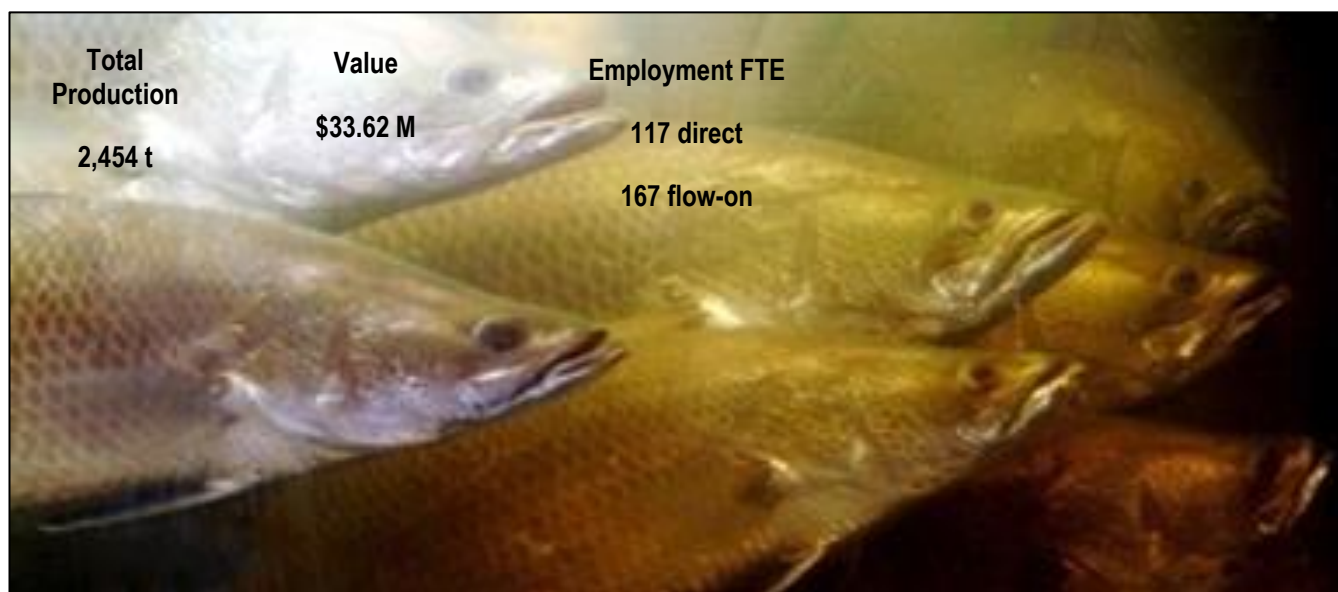 Total
Production
2,454 t
Value
$33.62 M
Employment FTE
117 direct
167 flow-on